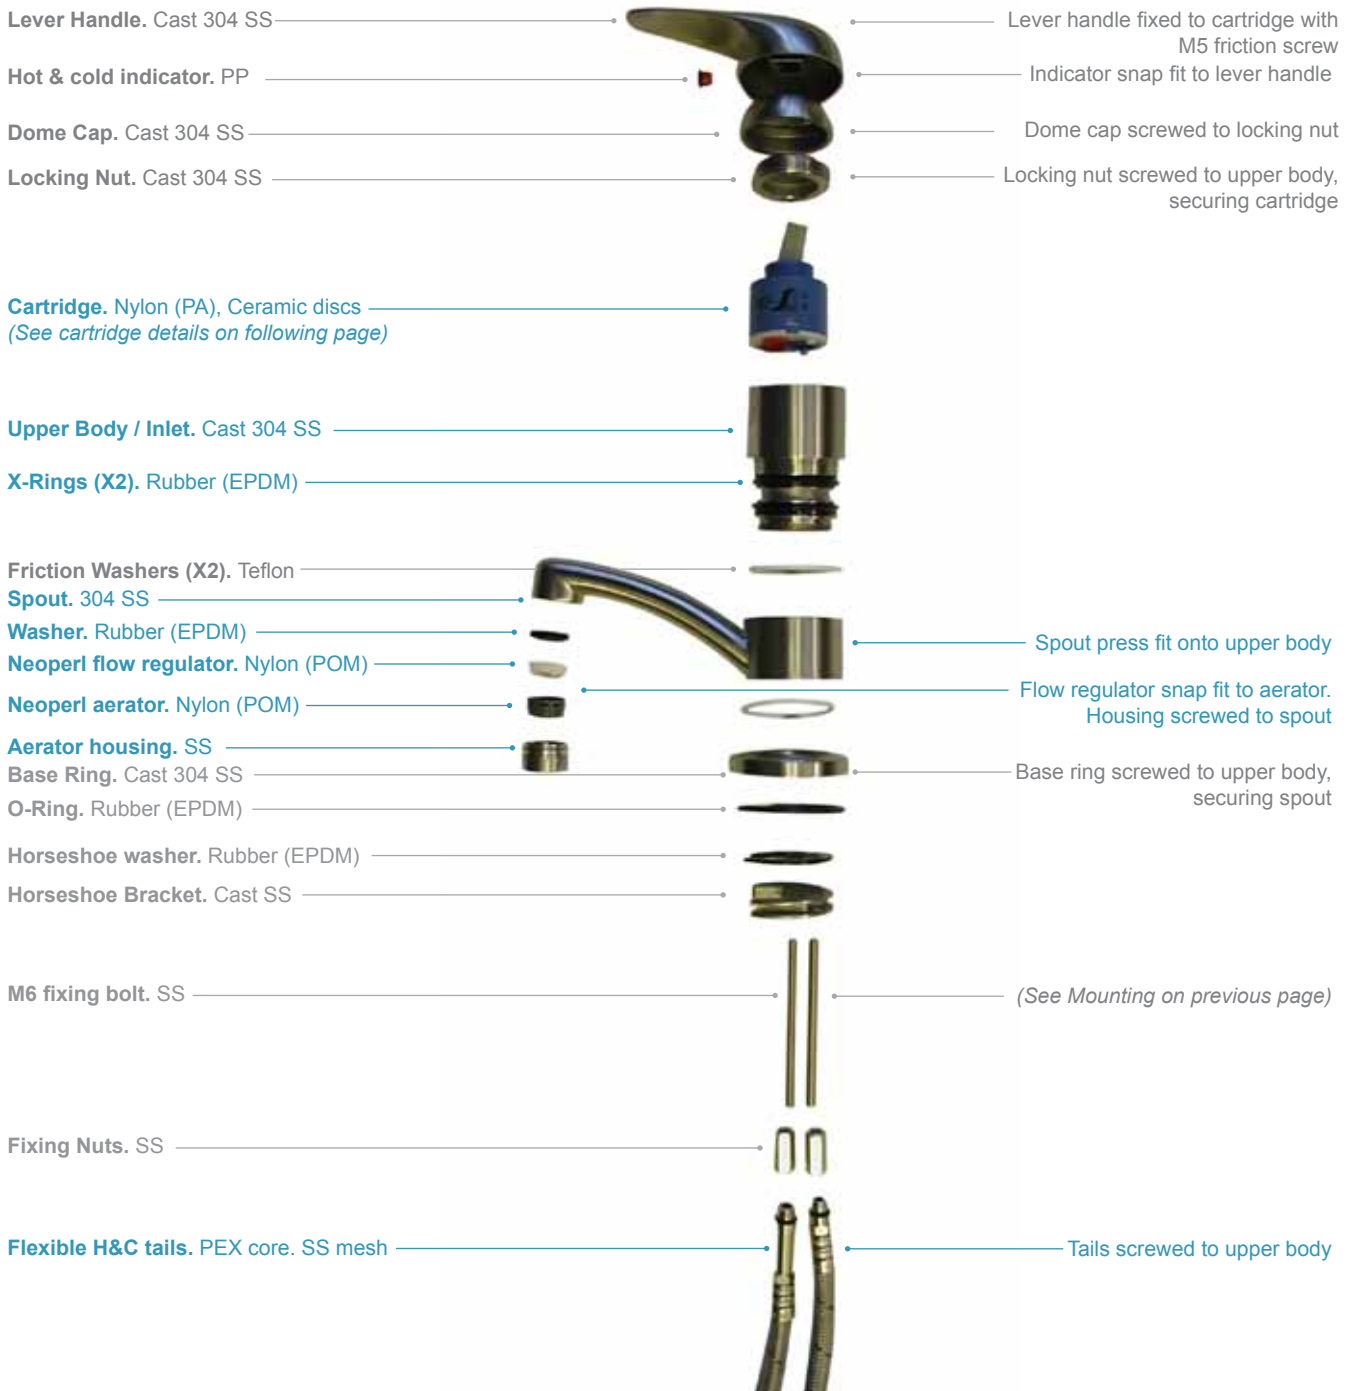 Lever Handle. Cast 304 SS
Lever handle fixed to cartridge with
M5 friction screw
Hot & cold indicator. PP
Indicator snap fit to lever handle
Dome Cap. Cast 304 SS
Dome cap screwed to locking nut
Locking Nut. Cast 304 SS
Locking nut screwed to upper body,
securing cartridge
Cartridge. Nylon (PA), Ceramic discs
(See cartridge details on following page)
Upper Body / Inlet. Cast 304 SS
X-Rings (X2). Rubber (EPDM)
Friction Washers (X2). Teflon
Spout. 304 SS
Washer. Rubber (EPDM)
Spout press fit onto upper body
Neoperl flow regulator. Nylon (POM)
Neoperl aerator. Nylon (POM)
Flow regulator snap fit to aerator.
Housing screwed to spout
Aerator housing. SS
Base Ring. Cast 304 SS
Base ring screwed to upper body,
securing spout
O-Ring. Rubber (EPDM)
Horseshoe washer. Rubber (EPDM)
Horseshoe Bracket. Cast SS
M6 fixing bolt. SS
(See Mounting on previous page)
Fixing Nuts. SS
Flexible H&C tails. PEX core. SS mesh
Tails screwed to upper body